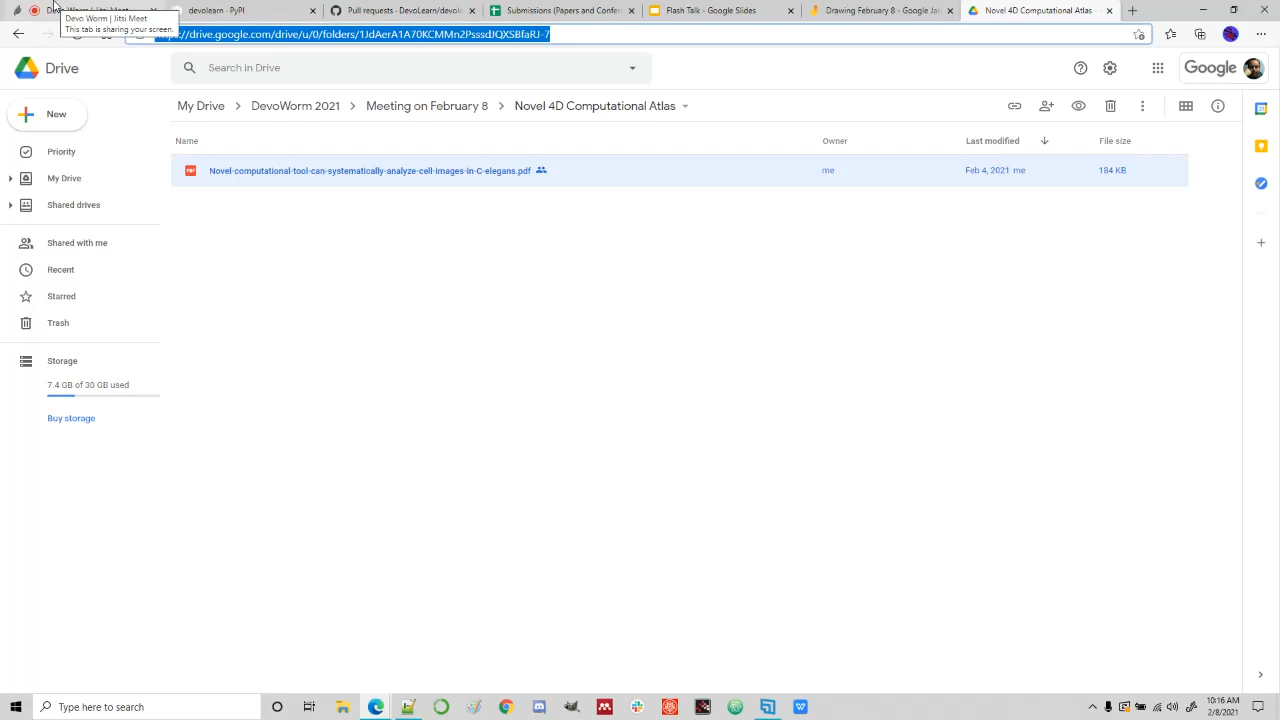 devolearn · PyPI
Pull requests · DevoLearn/devolea
Submissions (Papers and Conferen
Flash Talk - Google Slides
Drawing February 8 - Google Jam
Novel 4D Computational Atlas - G
Devo Worm | Jitsi Meet
This tab is sharing your screen.
://drive.google.com/drive/u/0/folders/1JdAerA1A70KCMMn2PsssdJQXSBfaRJ-7
Drive
Search in Drive
Google
New
My Drive
DevoWorm 2021
Meeting on February 8
Novel 4D Computational Atlas
Name
Owner
Last modified
File size
Priority
PDF
Novel-computational-tool-can-systematically-analyze-cell-images-in-C-elegans.pdf
me
Feb 4, 2021 me
184 KB
My Drive
Shared drives
Shared with me
Recent
Starred
Trash
Storage
7.4 GB of 30 GB used
Buy storage
Type here to search
10:16 AM
2/8/2021